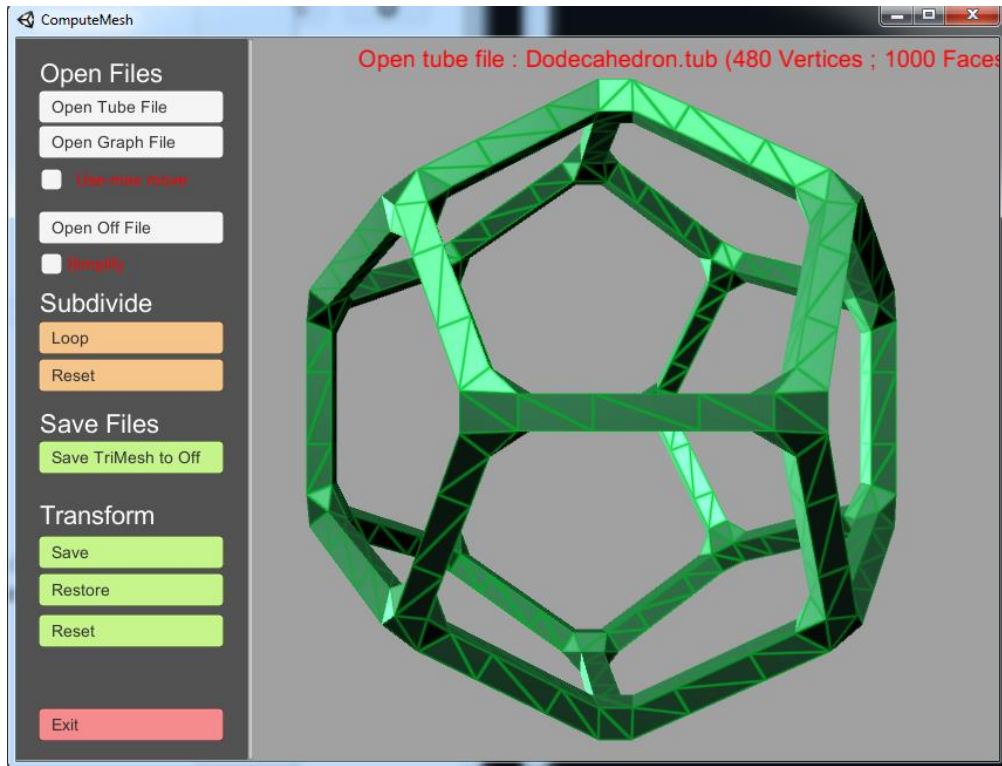 ComputeMesh
Open tube file : Dodecahedron.tub (480 Vertices ; 1000 Faces
Open Files
Open Tube File
Open Graph File
Use max move
Open Off File
Simplify
Subdivide
Loop
Reset
Save Files
Save TriMesh to Off
Transform
Save
Restore
Reset
Exit